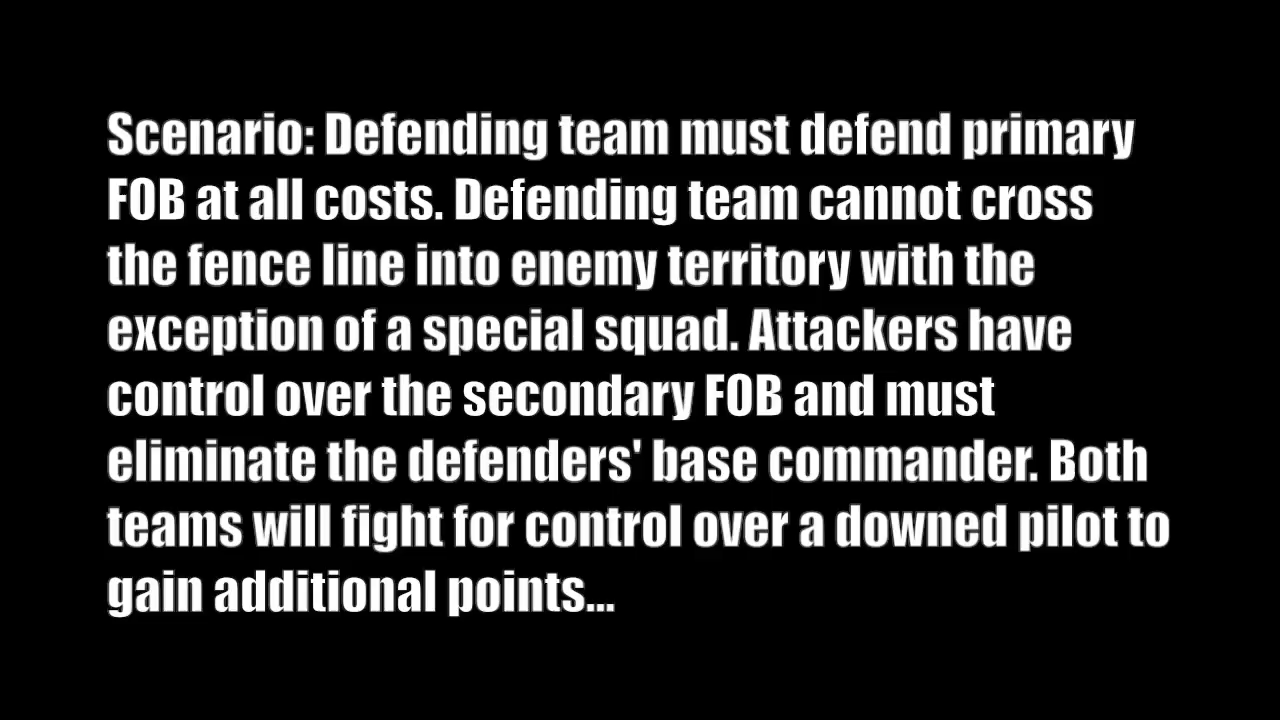 Scenario: Defending team must defend primary
FOB at all costs. Defending team cannot cross
the fence line into enemy territory with the
exception of a special squad. Attackers have
control over the secondary FOB and must
eliminate the defenders' base commander. Both
teams will fight for control over a downed pilot to
gain additional points...